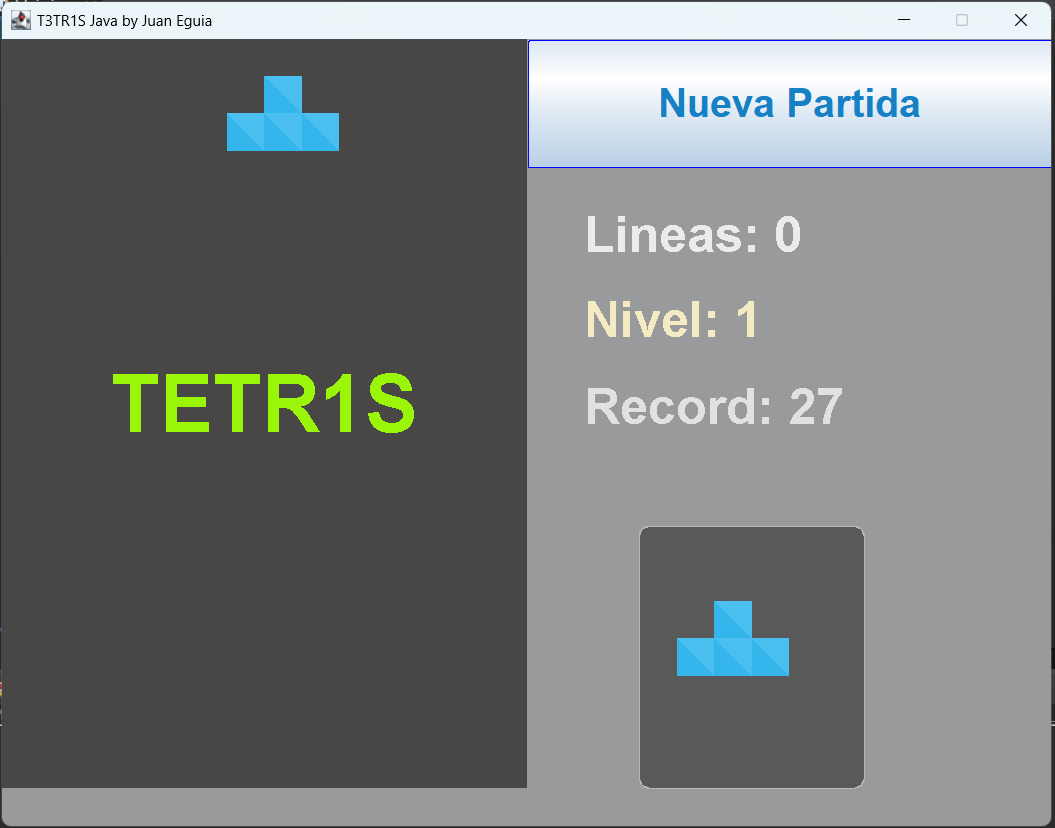 T3TR1S Java by Juan Eguia
Nueva Partida
Lineas: 0
Nivel: 1
Record: 27
TETR1S